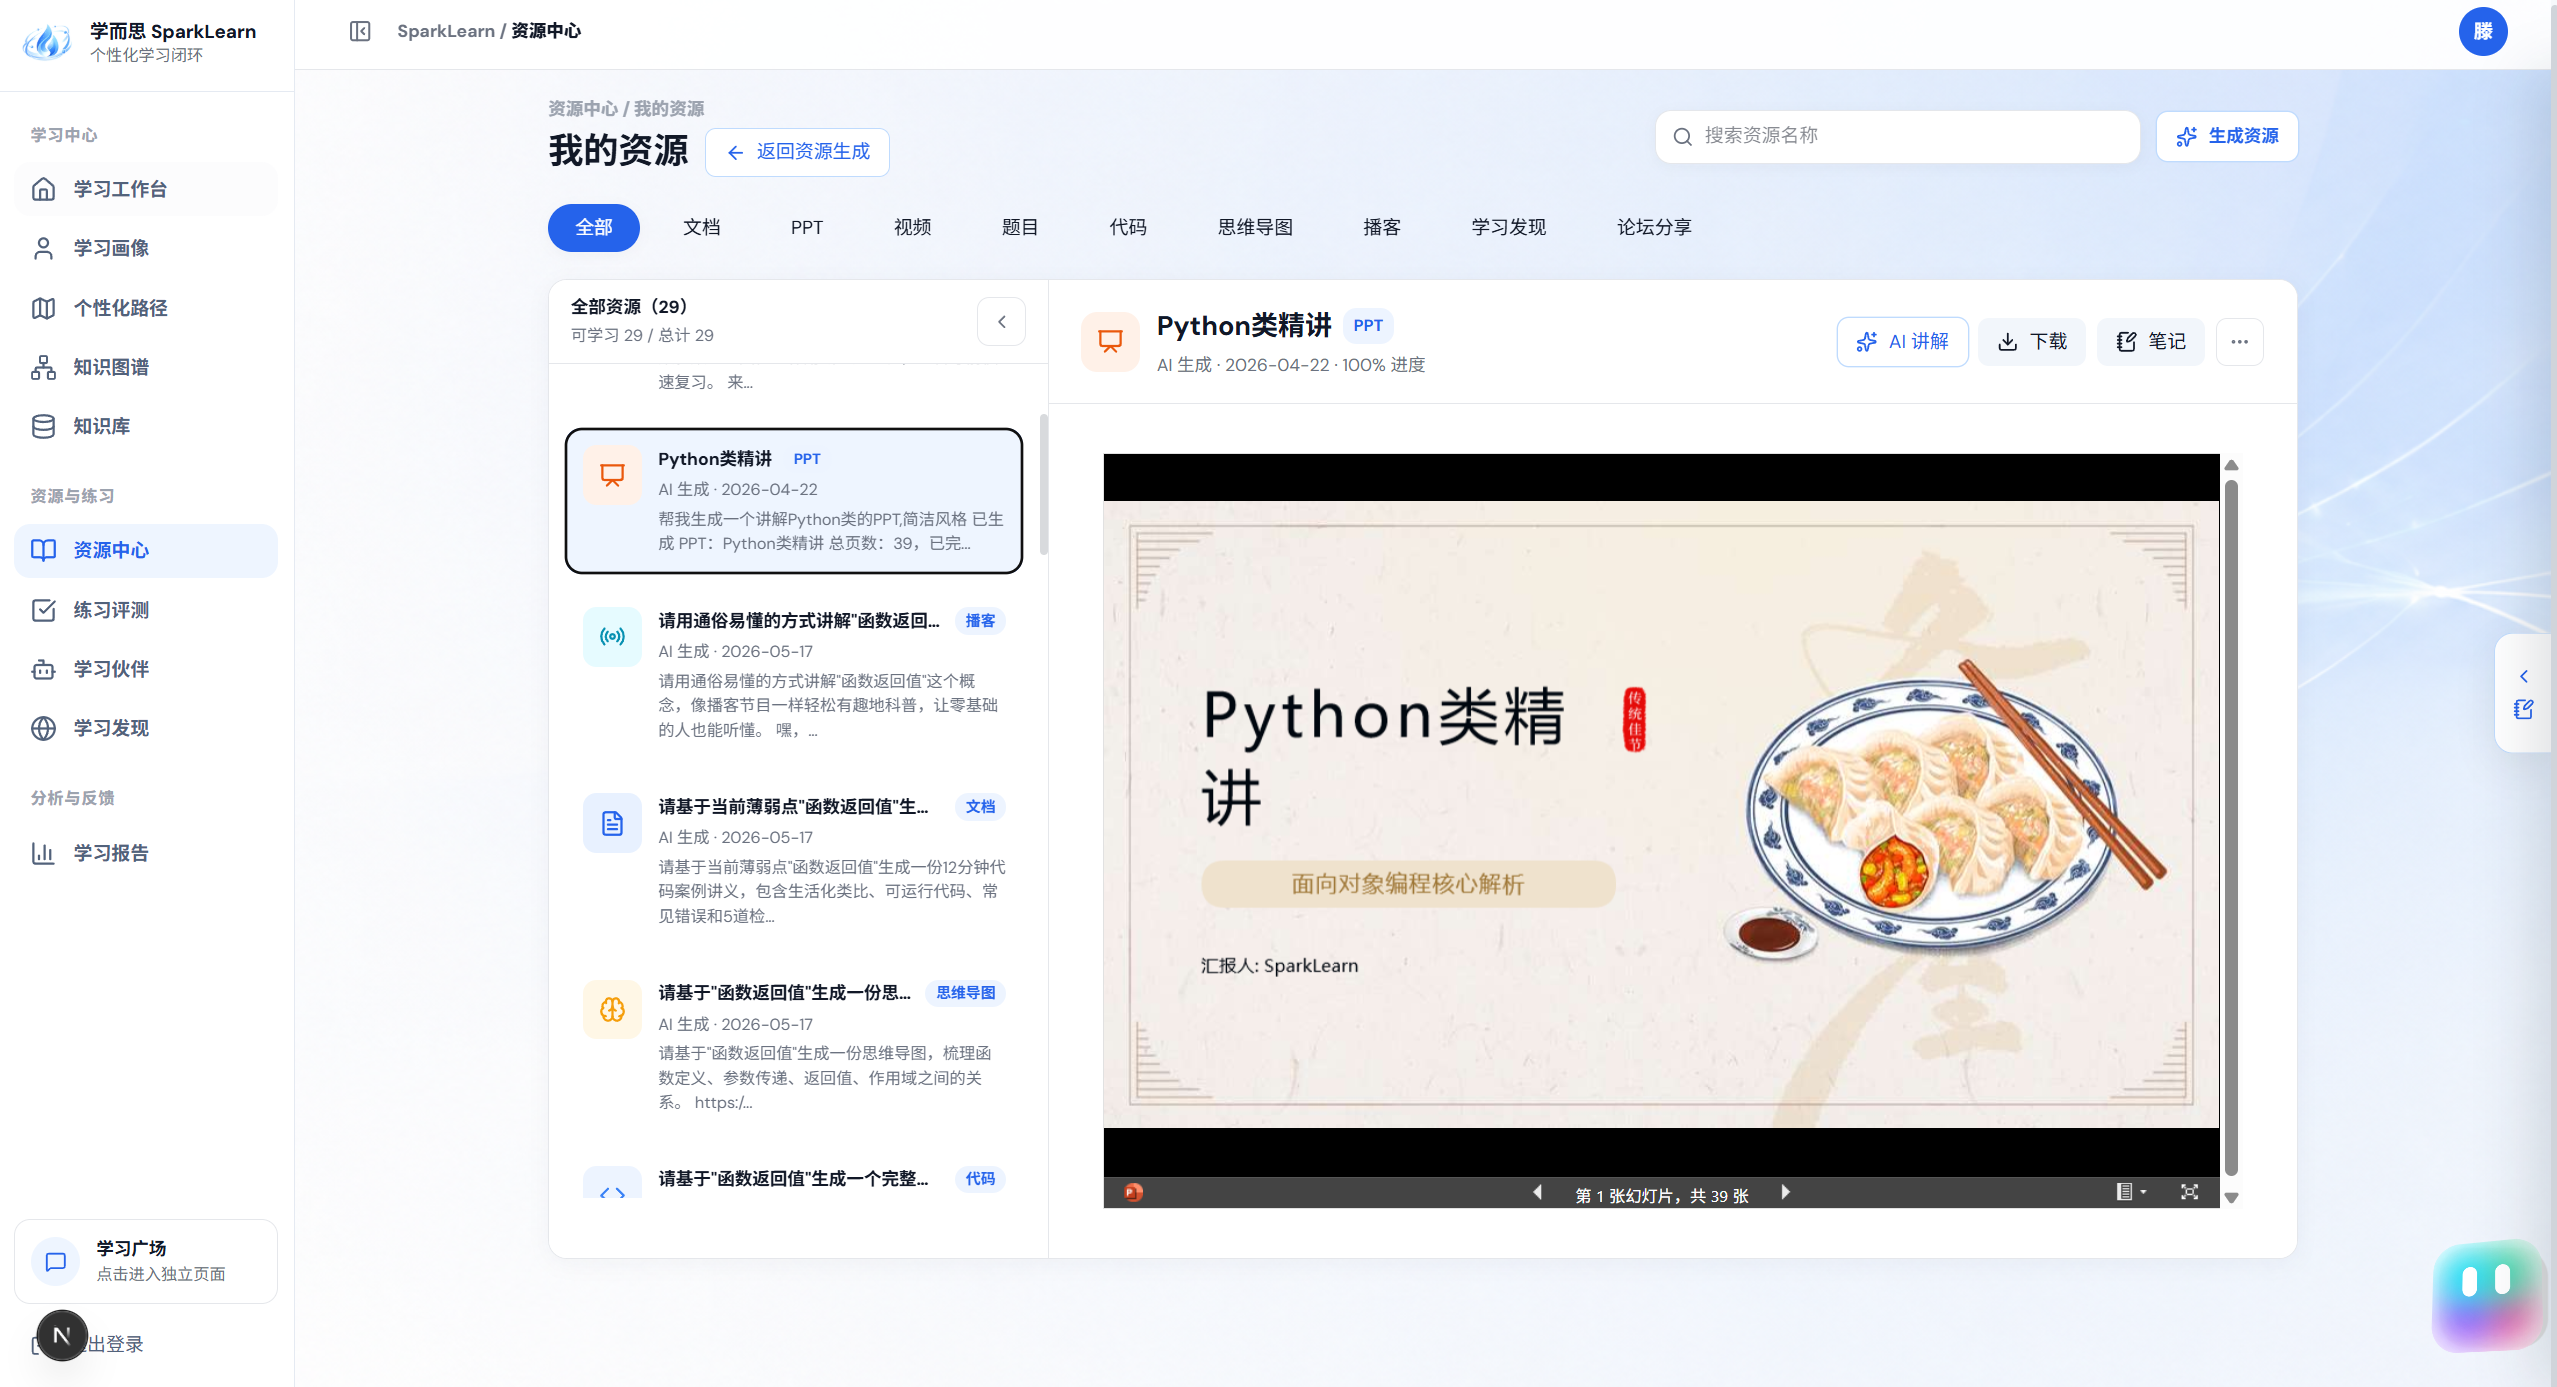 学而思 SparkLearn
个性化学习闭环
学习中心
学习工作台
学习画像
个性化路径
知识图谱
知识库
资源与练习
资源中心
练习评测
学习伙伴
学习发现
分析与反馈
学习报告
学习广场
点击进入独立页面
N
出登录
SparkLearn / 资源中心
滕
资源中心 / 我的资源
我的资源
返回资源生成
搜索资源名称
生成资源
全部
文档
PPT
视频
题目
代码
思维导图
播客
学习发现
论坛分享
全部资源（29）
可学习 29 / 总计 29
速复习。 来...
Python类精讲 PPT
AI 生成 · 2026-04-22
帮我生成一个讲解Python类的PPT,简洁风格 已生
成 PPT：Python类精讲 总页数：39，已完...
请用通俗易懂的方式讲解"函数返回... 播客
AI 生成 · 2026-05-17
请用通俗易懂的方式讲解"函数返回值"这个概
念，像播客节目一样轻松有趣地科普，让零基础
的人也能听懂。 嘿，...
请基于当前薄弱点"函数返回值"生... 文档
AI 生成 · 2026-05-17
请基于当前薄弱点"函数返回值"生成一份12分钟代
码案例讲义，包含生活化类比、可运行代码、常
见错误和5道检...
请基于"函数返回值"生成一份思... 思维导图
AI 生成 · 2026-05-17
请基于"函数返回值"生成一份思维导图，梳理函
数定义、参数传递、返回值、作用域之间的关
系。 https:/...
请基于"函数返回值"生成一个完整... 代码
Python类精讲 PPT
AI 生成 · 2026-04-22 · 100% 进度
AI 讲解
下载
笔记
Python类精
讲
传统佳节
面向对象编程核心解析
汇报人: SparkLearn
第 1 张幻灯片，共 39 张